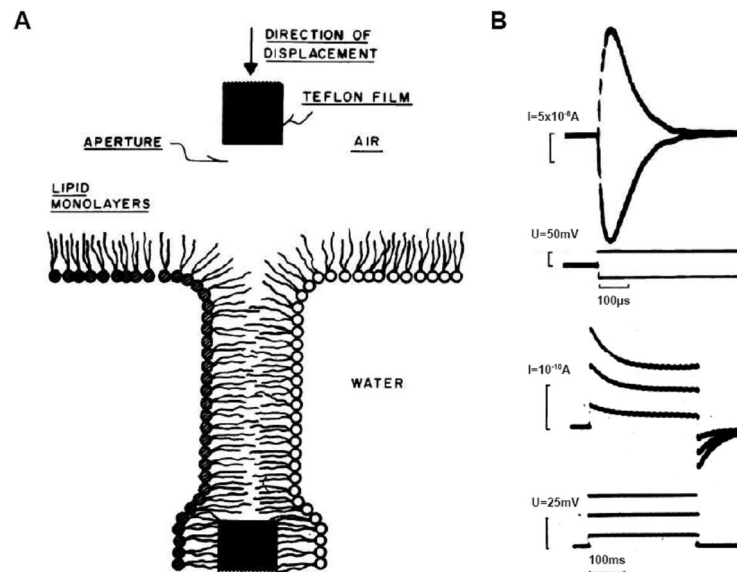 A
DIRECTION OF
DISPLACEMENT
TEFLON FILM
APERTURE
AIR
LIPID
MONOLAYERS
WATER
B
I=5x10⁻⁸A
U=50mV
100µs
I=10⁻¹⁰A
U=25mV
100ms